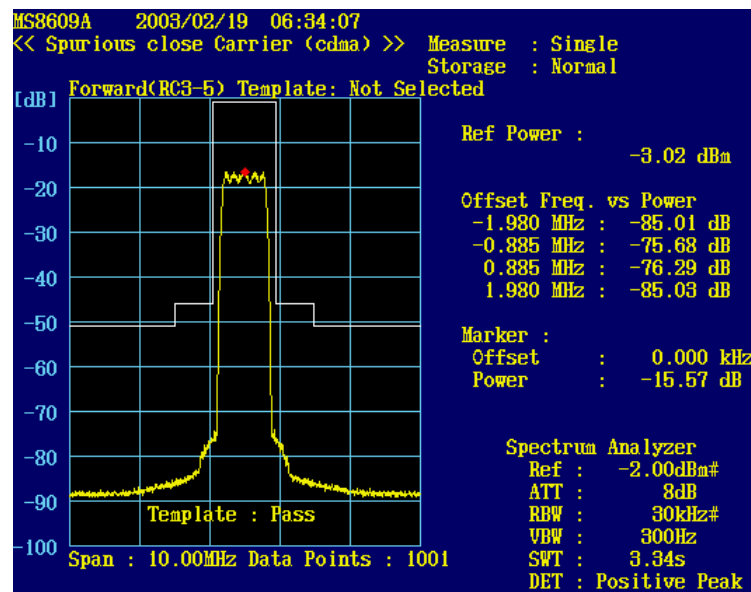 MS8609A 2003/02/19 06:34:07
<< Spurious close Carrier (cdma) >> Measure : Single
Storage : Normal
Forward(RC3-5) Template: Not Selected
[dB]
-10
-20
-30
-40
-50
-60
-70
-80
-90
-100
Template : Pass
Span : 10.00MHz Data Points : 1001
Ref Power :
-3.02 dBm
Offset Freq. vs Power
-1.980 MHz : -85.01 dB
-0.885 MHz : -75.68 dB
0.885 MHz : -76.29 dB
1.980 MHz : -85.03 dB
Marker :
Offset : 0.000 kHz
Power : -15.57 dB
Spectrum Analyzer
Ref : -2.00dBm#
ATT : 8dB
RBW : 30kHz#
VBW : 300Hz
SWT : 3.34s
DET : Positive Peak